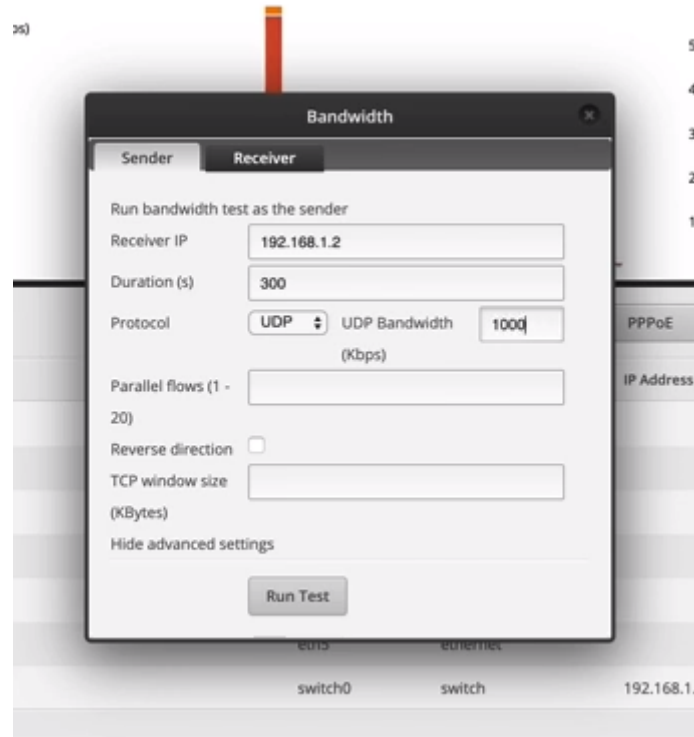 ps)
5
4
3
2
1
Bandwidth
Sender Receiver
Run bandwidth test as the sender
Receiver IP 192.168.1.2
Duration (s) 300
Protocol UDP UDP Bandwidth 1000
(Kbps)
Parallel flows (1 -
20)
Reverse direction
TCP window size
(KBytes)
Hide advanced settings
Run Test
PPPoE
IP Address
eth5 ethernet
switch0 switch 192.168.1.